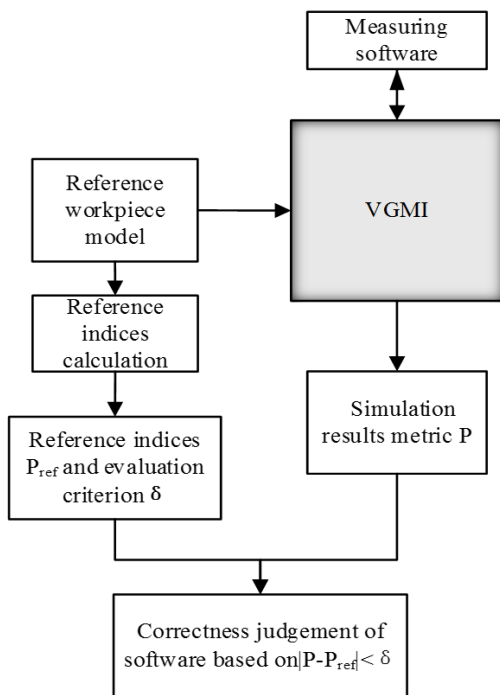 Measuring
software
VGMI
Reference
workpiece
model
Reference
indices
calculation
Reference indices
Pref and evaluation
criterion δ
Simulation
results metric P
Correctness judgement of
software based on|P-Pref|< δ